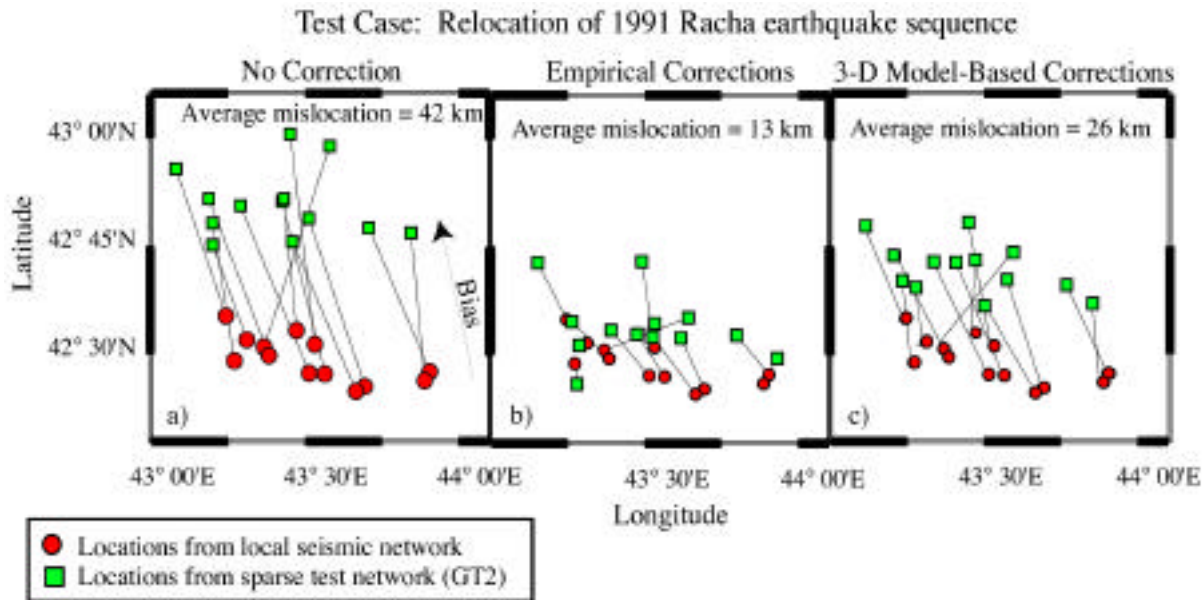 Test Case: Relocation of 1991 Racha earthquake sequence
No Correction
Empirical Corrections
3-D Model-Based Corrections
Average mislocation = 42 km
Average mislocation = 13 km
Average mislocation = 26 km
43° 00'N
42° 45'N
42° 30'N
Latitude
Bias
a)
b)
c)
43° 00'E
43° 30'E
44° 00'E
43° 30'E
44° 00'E
43° 30'E
44° 00'E
Longitude
Locations from local seismic network
Locations from sparse test network (GT2)